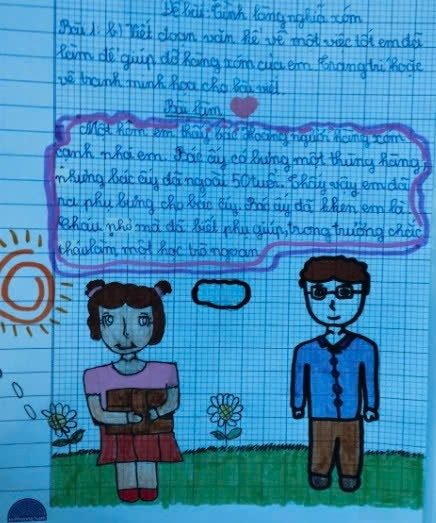 Đề bài: Tình làng nghĩa xóm
Bài 1: b) Viết đoạn văn kể về một việc tốt em đã
làm để giúp đỡ hàng xóm của em. Trang trí hoặc
vẽ tranh minh họa cho bài viết.
Bài làm
Một hôm em thấy bác Hoàng người hàng xóm
cạnh nhà em. Bác ấy có bưng một thùng hàng,
nhưng bác ấy đã ngoài 50 tuổi. Thấy vậy em đã
ra phụ bưng cho bác ấy. Bác ấy đã khen em là
cháu nhỏ mà đã biết phụ giúp, trong trường chắc
cháu làm một học trò ngoan.